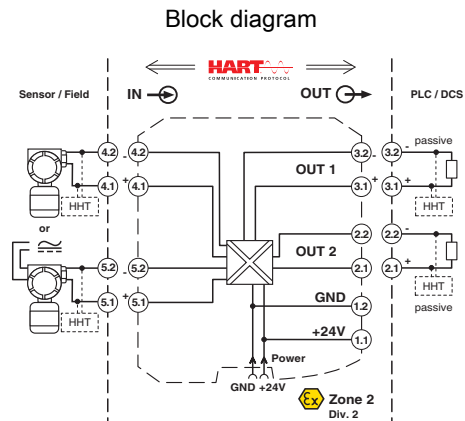 Block diagram
HART
COMMUNICATION PROTOCOL
Sensor / Field
IN
OUT
PLC / DCS
passive
4.2 - 4.2
3.2 - 3.2 -
OUT 1
4.1 + 4.1
3.1 + 3.1 +
HHT
HHT
or
2.2 2.2 -
OUT 2
5.2 - 5.2
2.1 2.1 +
GND
HHT
5.1 + 5.1
1.2
passive
HHT
+24V
1.1
Power
GND +24V
Ex Zone 2
Div. 2